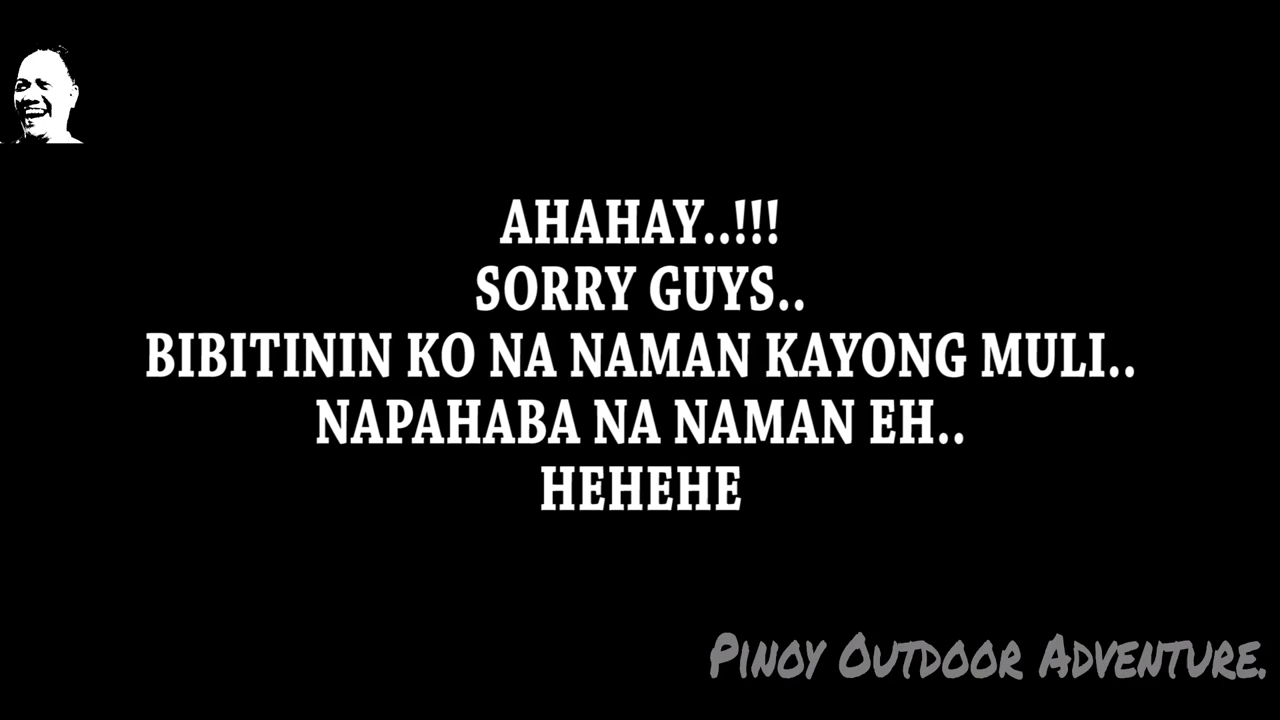 AHAHAY..!!!
SORRY GUYS..
BIBITININ KO NA NAMAN KAYONG MULI..
NAPAHABA NA NAMAN EH..
HEHEHE
PINOY OUTDOOR ADVENTURE.